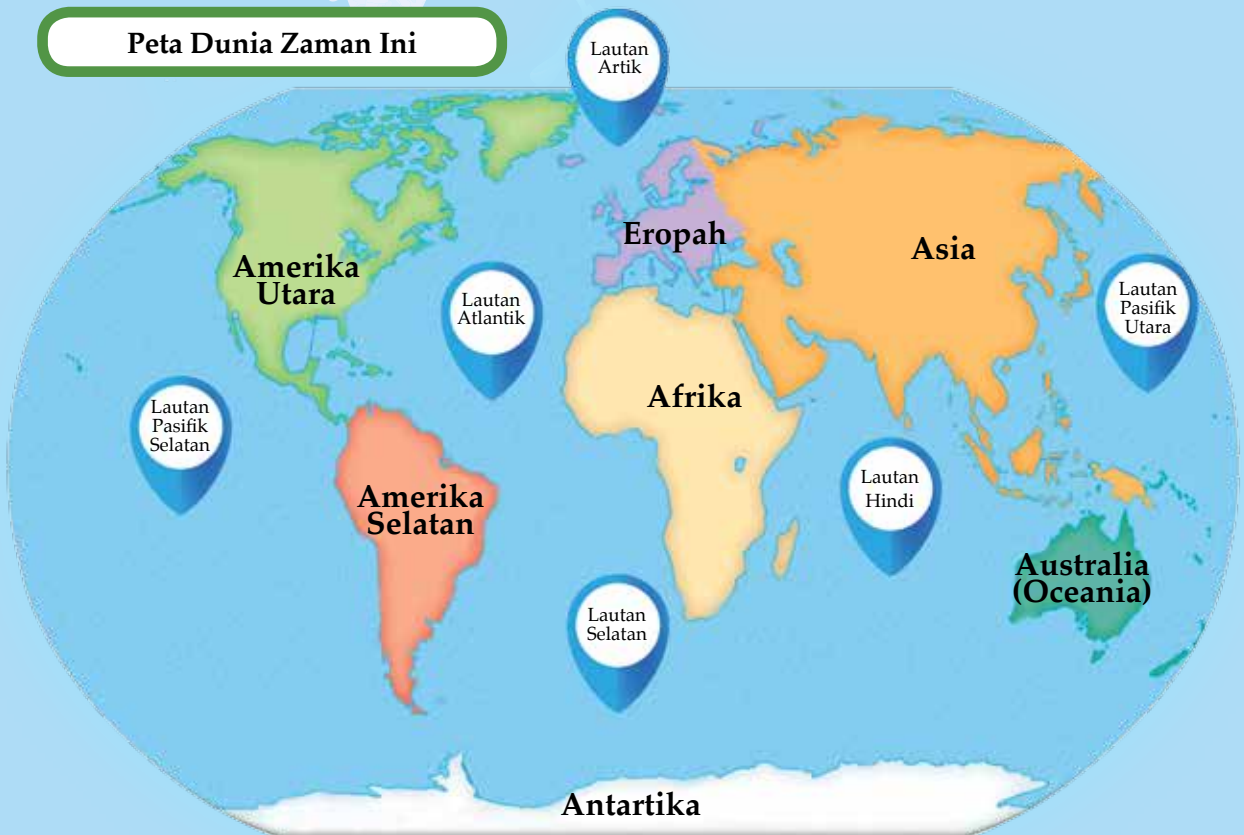 Peta Dunia Zaman Ini
Lautan
Artik
Eropah
Asia
Amerika
Utara
Lautan
Atlantik
Lautan
Pasifik
Utara
Afrika
Lautan
Pasifik
Selatan
Amerika
Selatan
Lautan
Hindi
Australia
(Oceania)
Lautan
Selatan
Antartika